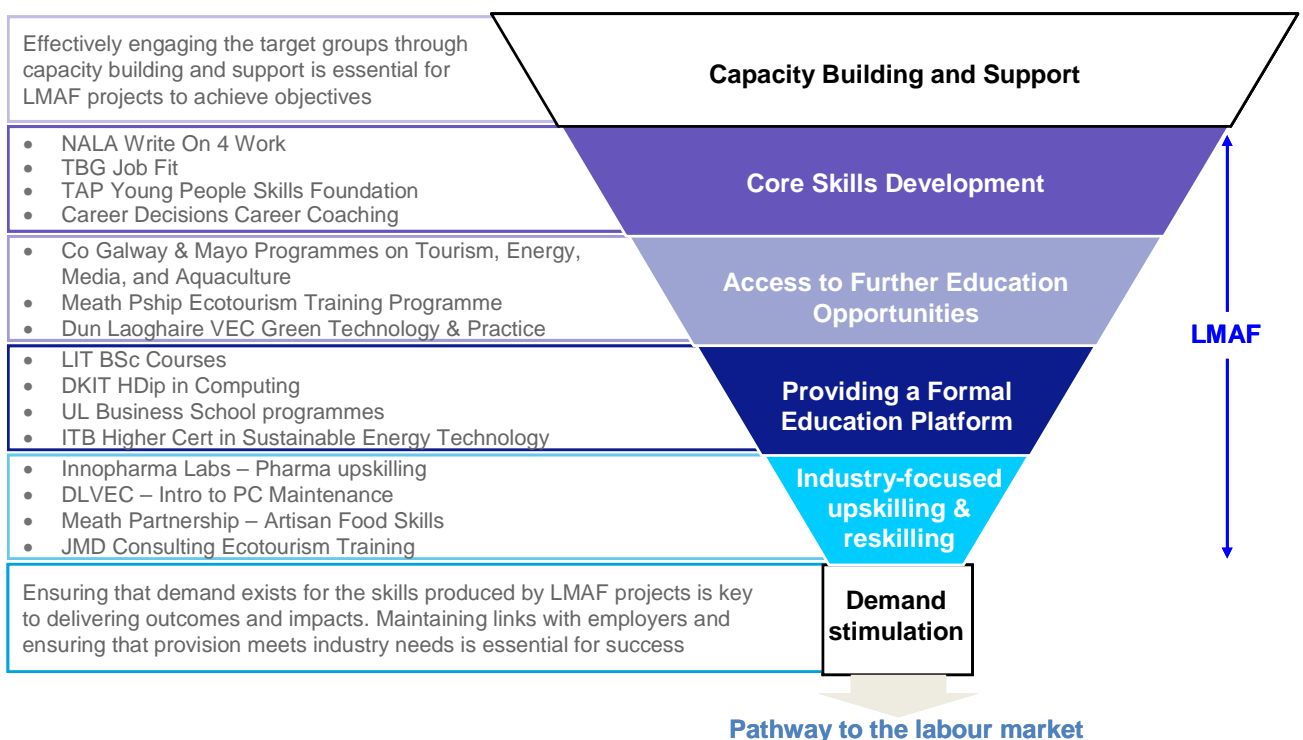 Effectively engaging the target groups through
capacity building and support is essential for
LMAF projects to achieve objectives
Capacity Building and Support
• NALA Write On 4 Work
• TBG Job Fit
• TAP Young People Skills Foundation
• Career Decisions Career Coaching
Core Skills Development
• Co Galway & Mayo Programmes on Tourism, Energy,
Media, and Aquaculture
• Meath Pship Ecotourism Training Programme
• Dun Laoghaire VEC Green Technology & Practice
Access to Further Education
Opportunities
LMAF
• LIT BSc Courses
• DKIT HDip in Computing
• UL Business School programmes
• ITB Higher Cert in Sustainable Energy Technology
Providing a Formal
Education Platform
• Innopharma Labs – Pharma upskilling
• DLVEC – Intro to PC Maintenance
• Meath Partnership – Artisan Food Skills
• JMD Consulting Ecotourism Training
Industry-focused
upskilling &
reskilling
Ensuring that demand exists for the skills produced by LMAF projects is key
to delivering outcomes and impacts. Maintaining links with employers and
ensuring that provision meets industry needs is essential for success
Demand
stimulation
Pathway to the labour market